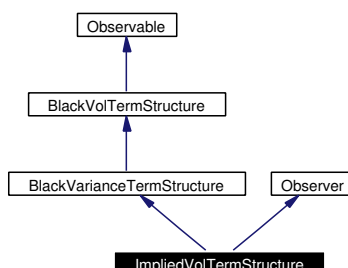 Observable
BlackVolTermStructure
BlackVarianceTermStructure
Observer
ImpliedVolTermStructure